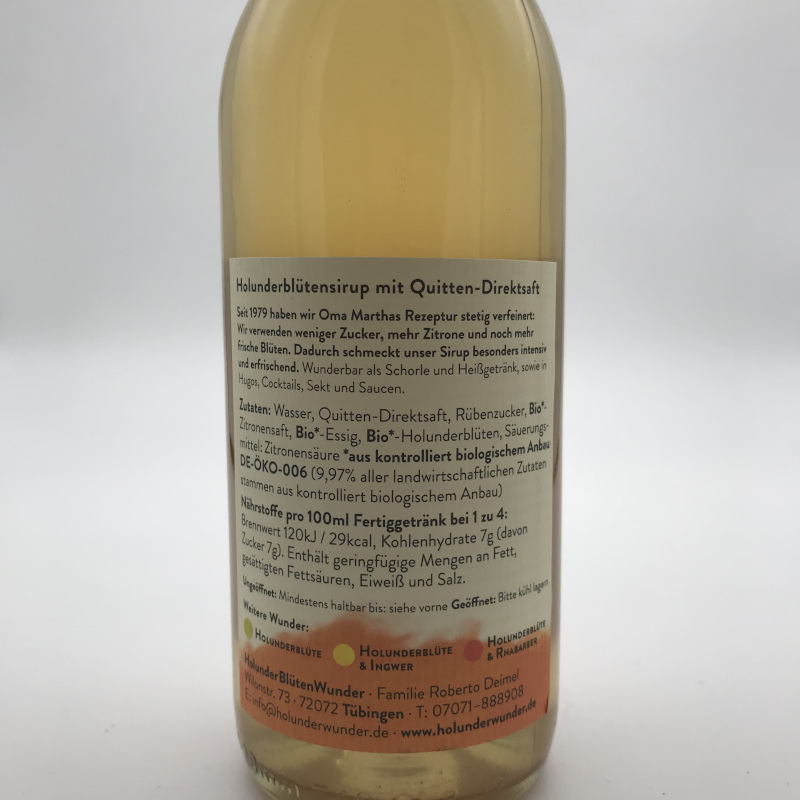 Holunderblütensirup mit Quitten-Direktsaft
Seit 1979 haben wir Oma Marthas Rezeptur stetig verfeinert:
Wir verwenden weniger Zucker, mehr Zitrone und noch mehr
frische Blüten. Dadurch schmeckt unser Sirup besonders intensiv
und erfrischend. Wunderbar als Schorle und Heißgetränk, sowie in
Hugos, Cocktails, Sekt und Saucen.
Zutaten: Wasser, Quitten-Direktsaft, Rübenzucker, Bio*-
Zitronensaft, Bio*-Essig, Bio*-Holunderblüten, Säuerungs-
mittel: Zitronensäure *aus kontrolliert biologischem Anbau
DE-ÖKO-006 (9,97% aller landwirtschaftlichen Zutaten
stammen aus kontrolliert biologischem Anbau)
Nährstoffe pro 100ml Fertiggetränk bei 1 zu 4:
Brennwert 120kJ / 29kcal, Kohlenhydrate 7g (davon
Zucker 7g). Enthält geringfügige Mengen an Fett,
gesättigten Fettsäuren, Eiweiß und Salz.
Ungeöffnet: Mindestens haltbar bis: siehe vorne Geöffnet: Bitte kühl lagern
Weitere Wunder:
HOLUNDERBLÜTE
HOLUNDERBLÜTE
& INGWER
HOLUNDERBLÜTE
& RHABARBER
HolunderBlütenWunder · Familie Roberto Deimel
Wilonstr. 73 · 72072 Tübingen · T: 07071-888908
E: info@holunderwunder.de · www.holunderwunder.de